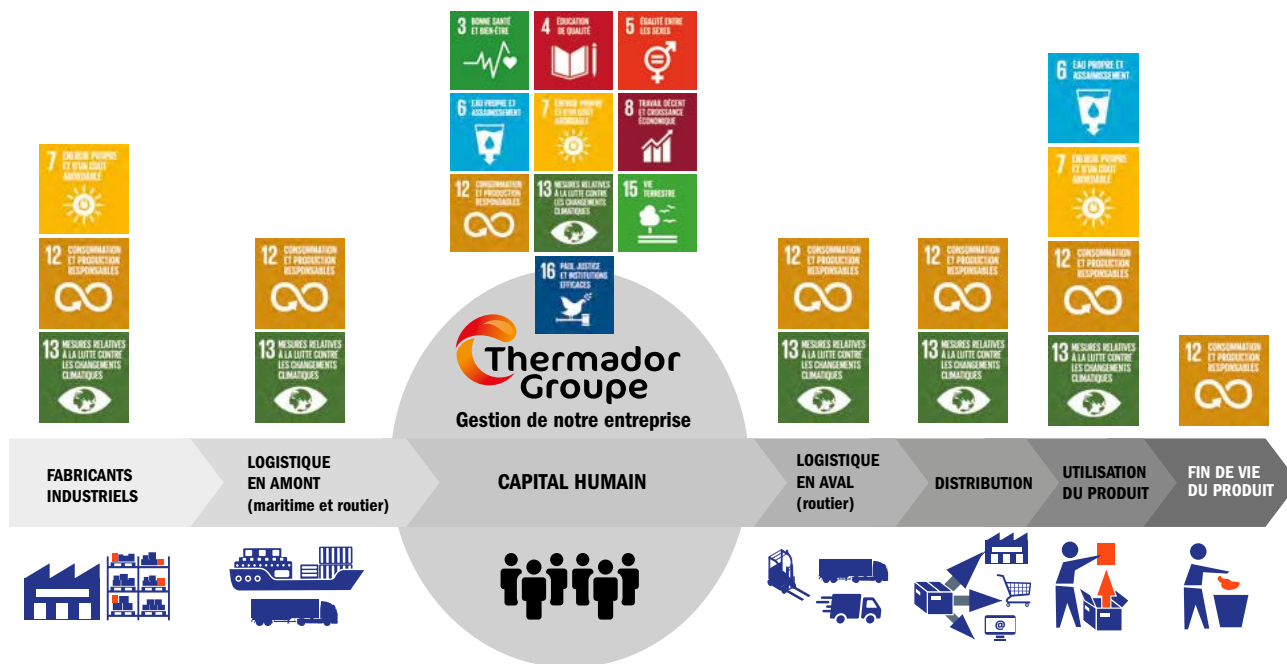 3 BONNE SANTÉ
ET BIEN-ÊTRE
4 ÉDUCATION
DE QUALITÉ
5 ÉGALITÉ ENTRE
LES SEXES
6 EAU PROPRE ET
ASSAINISSEMENT
7 ÉNERGIE PROPRE
ET D'UN COÛT
ABORDABLE
8 TRAVAIL DÉCENT
ET CROISSANCE
ÉCONOMIQUE
12 CONSOMMATION
ET PRODUCTION
RESPONSABLES
13 MESURES RELATIVES
À LA LUTTE CONTRE
LES CHANGEMENTS
CLIMATIQUES
15 VIE
TERRESTRE
16 PAIX, JUSTICE
ET INSTITUTIONS
EFFICACES
7 ÉNERGIE PROPRE
ET D'UN COÛT
ABORDABLE
12 CONSOMMATION
ET PRODUCTION
RESPONSABLES
13 MESURES RELATIVES
À LA LUTTE CONTRE
LES CHANGEMENTS
CLIMATIQUES
12 CONSOMMATION
ET PRODUCTION
RESPONSABLES
13 MESURES RELATIVES
À LA LUTTE CONTRE
LES CHANGEMENTS
CLIMATIQUES
Thermador
Groupe
Gestion de notre entreprise
12 CONSOMMATION
ET PRODUCTION
RESPONSABLES
13 MESURES RELATIVES
À LA LUTTE CONTRE
LES CHANGEMENTS
CLIMATIQUES
12 CONSOMMATION
ET PRODUCTION
RESPONSABLES
13 MESURES RELATIVES
À LA LUTTE CONTRE
LES CHANGEMENTS
CLIMATIQUES
6 EAU PROPRE ET
ASSAINISSEMENT
7 ÉNERGIE PROPRE
ET D'UN COÛT
ABORDABLE
12 CONSOMMATION
ET PRODUCTION
RESPONSABLES
13 MESURES RELATIVES
À LA LUTTE CONTRE
LES CHANGEMENTS
CLIMATIQUES
12 CONSOMMATION
ET PRODUCTION
RESPONSABLES
FABRICANTS
INDUSTRIELS
LOGISTIQUE
EN AMONT
(maritime et routier)
CAPITAL HUMAIN
LOGISTIQUE
EN AVAL
(routier)
DISTRIBUTION
UTILISATION
DU PRODUIT
FIN DE VIE
DU PRODUIT
@